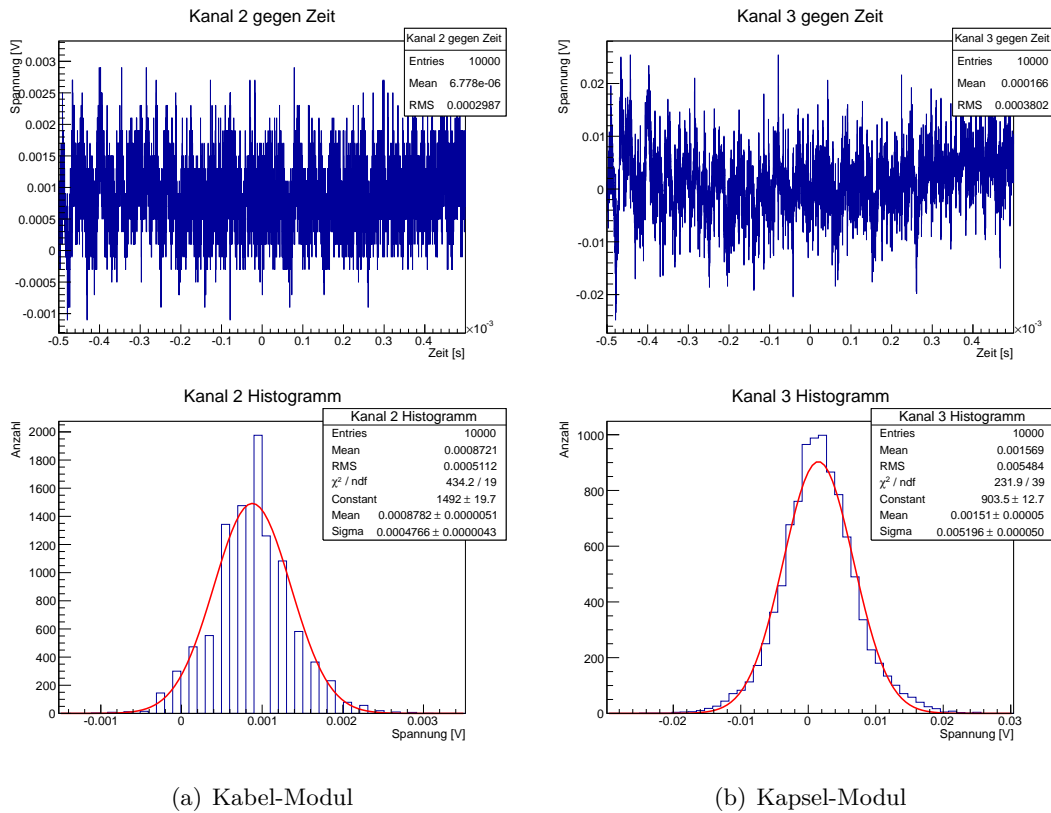 Kanal 2 gegen Zeit
Spannung [V]
Kanal 2 gegen Zeit
Entries 10000
Mean 6.778e-06
RMS 0.0002987
0.003
0.0025
0.002
0.0015
0.001
0.0005
0
-0.0005
-0.001
-0.5 -0.4 -0.3 -0.2 -0.1 0 0.1 0.2 0.3 0.4
×10⁻³
Zeit [s]
Kanal 3 gegen Zeit
Spannung [V]
Kanal 3 gegen Zeit
Entries 10000
Mean 0.000166
RMS 0.0003802
0.02
0.01
0
-0.01
-0.02
-0.5 -0.4 -0.3 -0.2 -0.1 0 0.1 0.2 0.3 0.4
×10⁻³
Zeit [s]
Kanal 2 Histogramm
Anzahl
Kanal 2 Histogramm
Entries 10000
Mean 0.0008721
RMS 0.0005112
χ² / ndf 434.2 / 19
Constant 1492 ± 19.7
Mean 0.0008782 ± 0.0000051
Sigma 0.0004766 ± 0.0000043
2000
1800
1600
1400
1200
1000
800
600
400
200
0
-0.001 0 0.001 0.002 0.003
Spannung [V]
(a) Kabel-Modul
Kanal 3 Histogramm
Anzahl
Kanal 3 Histogramm
Entries 10000
Mean 0.001569
RMS 0.005484
χ² / ndf 231.9 / 39
Constant 903.5 ± 12.7
Mean 0.00151 ± 0.00005
Sigma 0.005196 ± 0.000050
1000
800
600
400
200
0
-0.02 -0.01 0 0.01 0.02 0.03
Spannung [V]
(b) Kapsel-Modul